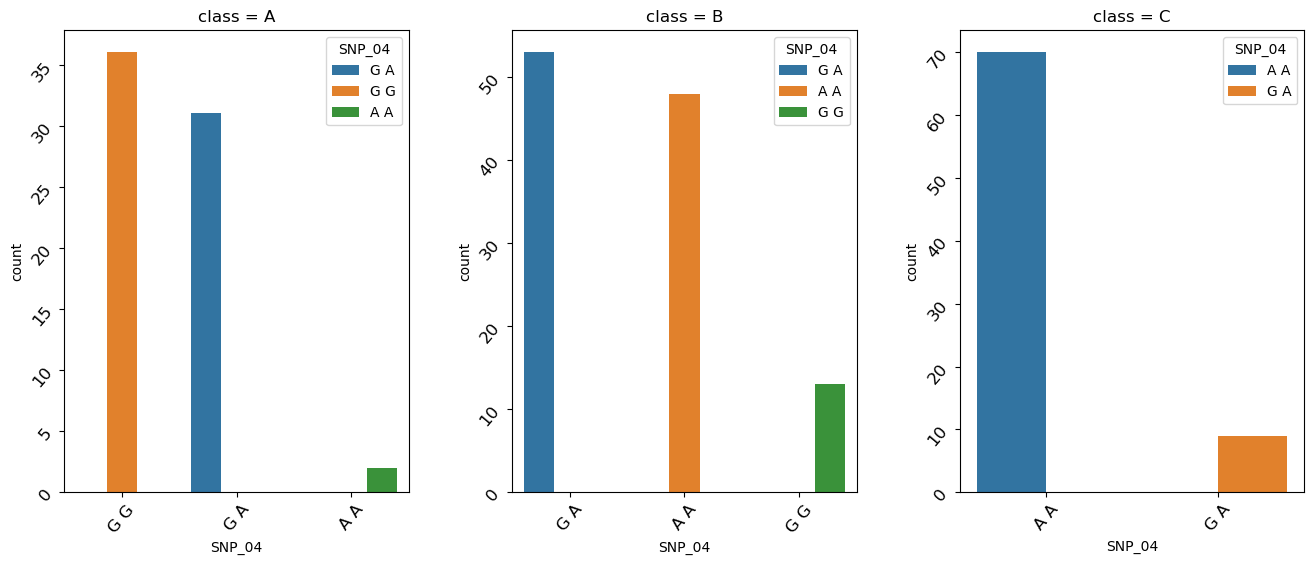 class = A
35
30
25
20
15
10
5
0
count
SNP_04
G A
G G
A A
G G
G A
A A
SNP_04
class = B
50
40
30
20
10
0
count
SNP_04
G A
A A
G G
G A
A A
G G
SNP_04
class = C
70
60
50
40
30
20
10
0
count
SNP_04
A A
G A
A A
G A
SNP_04